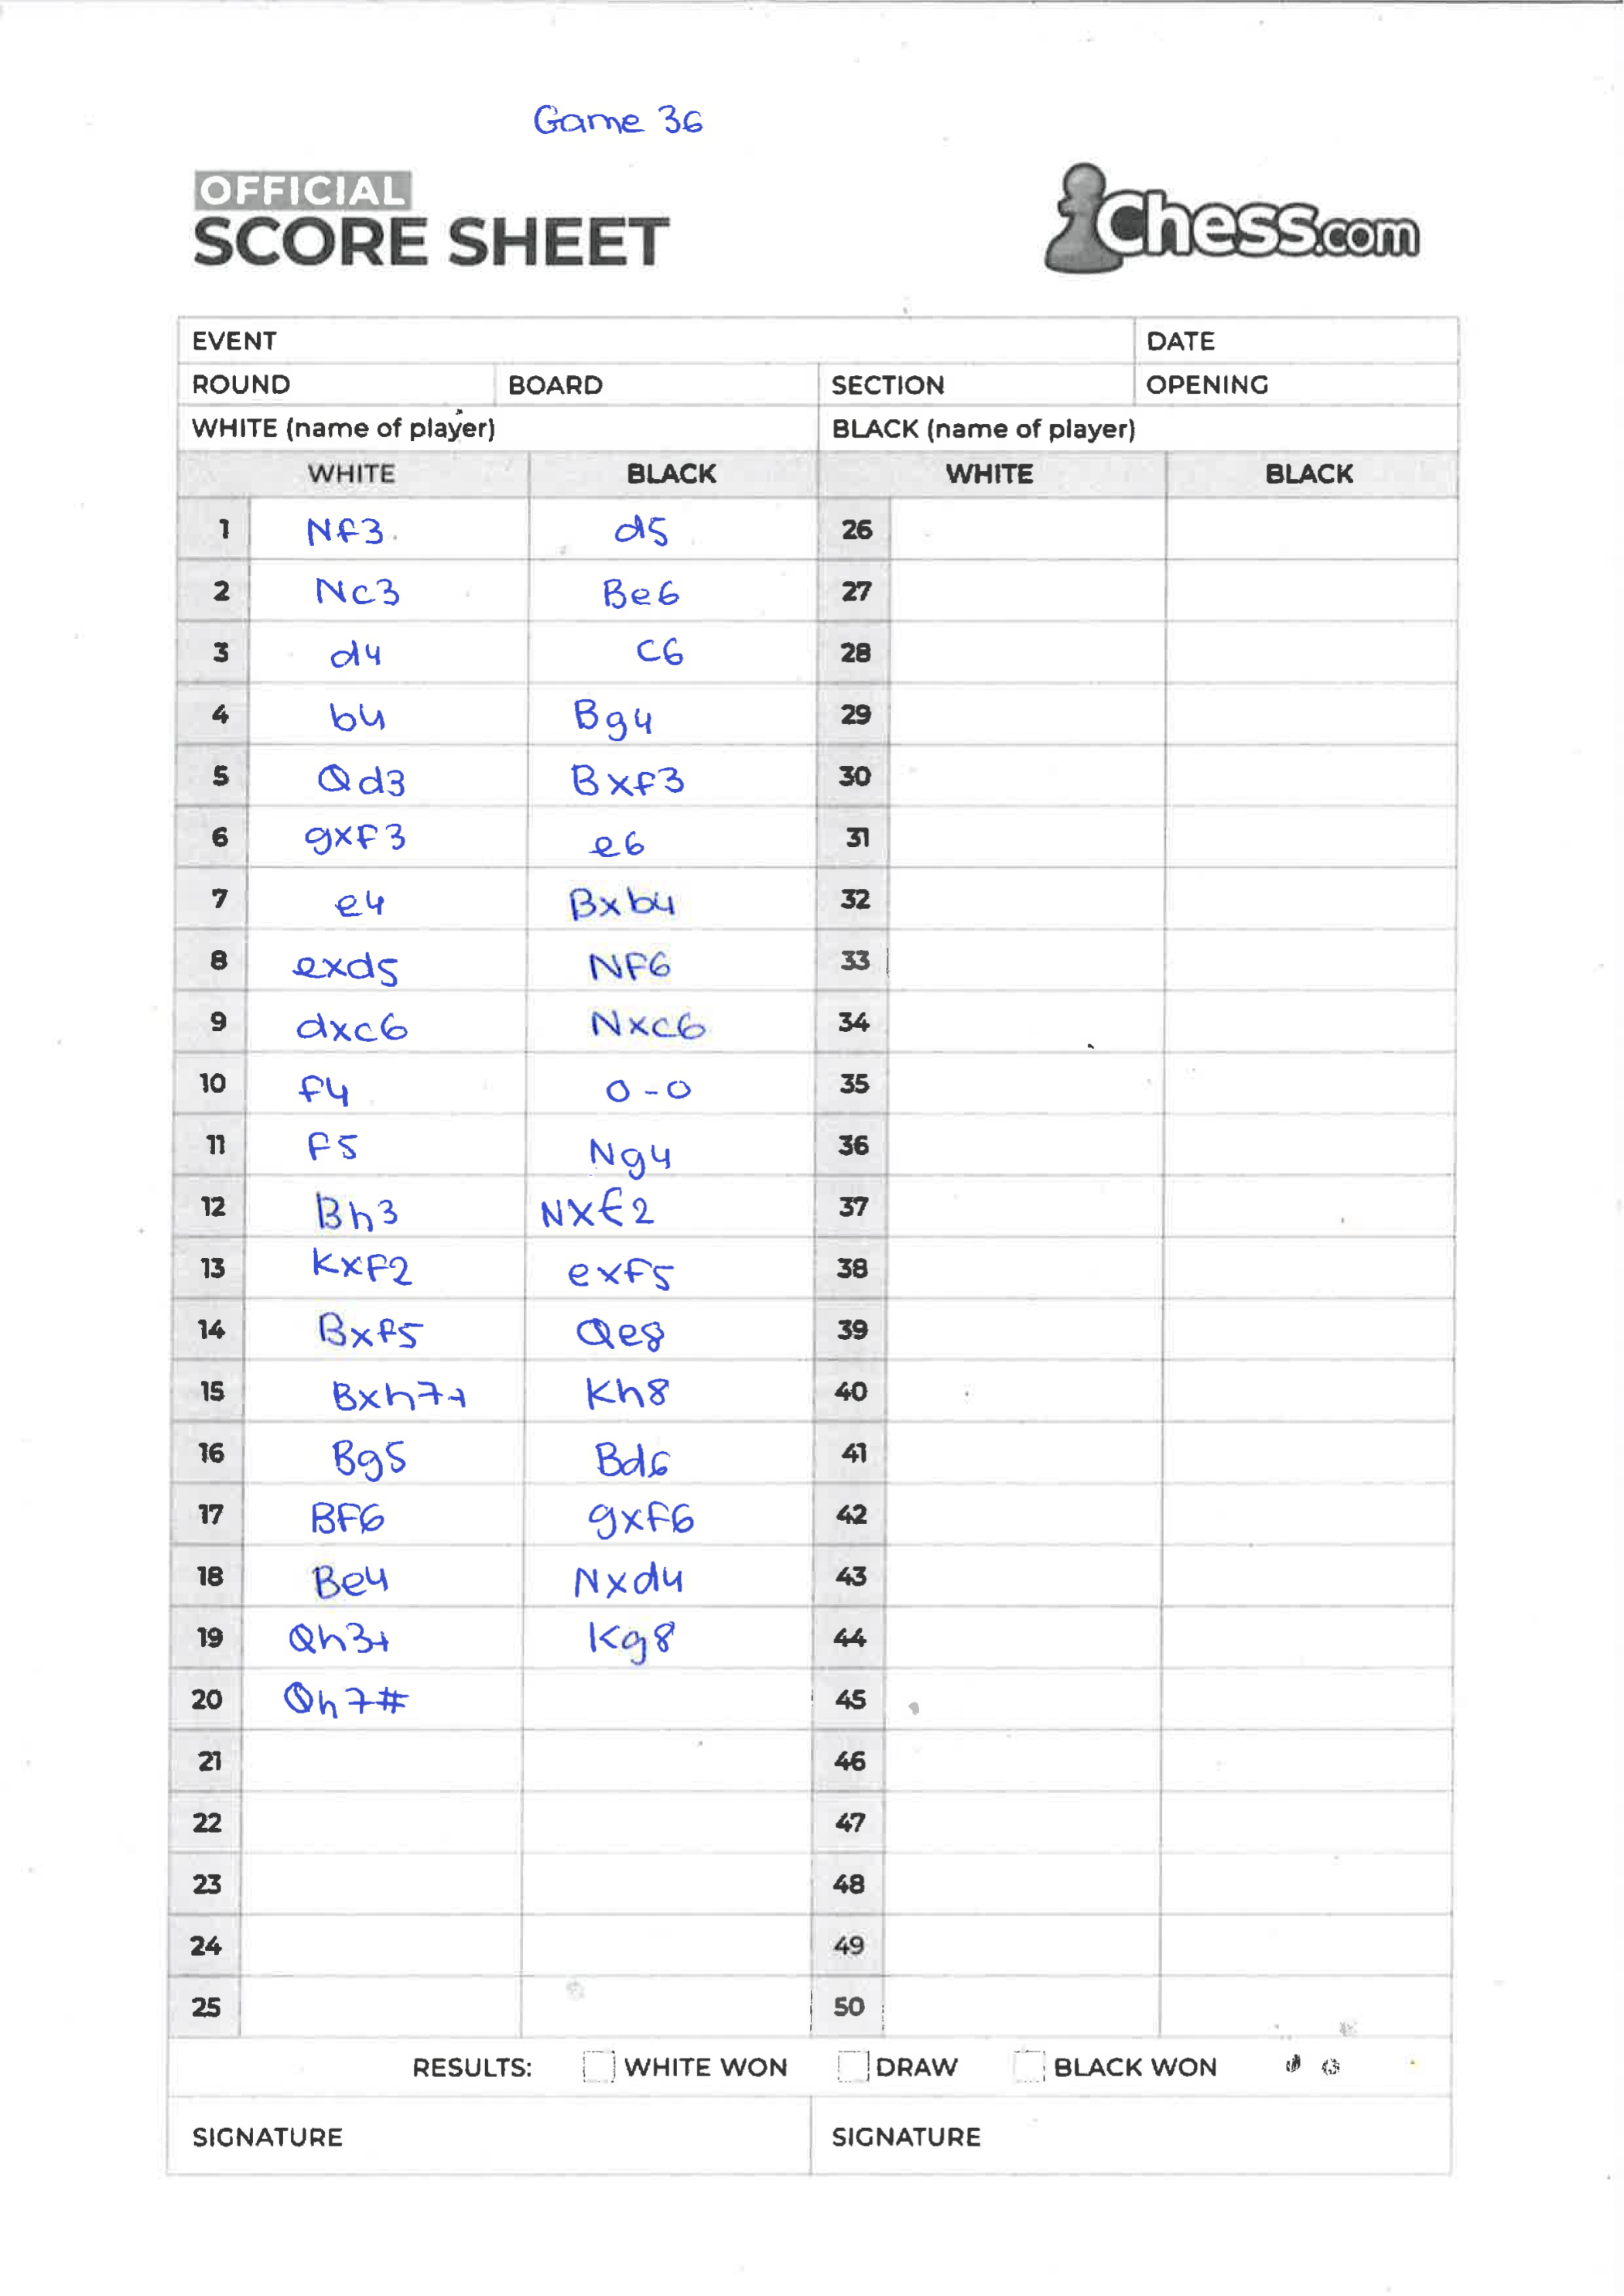 Game 36
OFFICIAL
SCORE SHEET
Chess.com
EVENT DATE
ROUND BOARD SECTION OPENING
WHITE (name of player) BLACK (name of player)
WHITE BLACK WHITE BLACK
1 Nf3 d5 26
2 Nc3 Be6 27
3 d4 c6 28
4 b4 Bg4 29
5 Qd3 Bxf3 30
6 gxf3 e6 31
7 e4 Bxb4 32
8 exd5 NF6 33
9 dxc6 Nxc6 34
10 f4 0-0 35
11 F5 Ng4 36
12 Bh3 NXf2 37
13 KxF2 exf5 38
14 Bxf5 Qe8 39
15 Bxh7+ Kh8 40
16 Bg5 Bd6 41
17 BF6 gxF6 42
18 Be4 Nxd4 43
19 Qh3+ Kg8 44
20 Qh7# 45
21 46
22 47
23 48
24 49
25 50
RESULTS: WHITE WON DRAW BLACK WON
SIGNATURE SIGNATURE